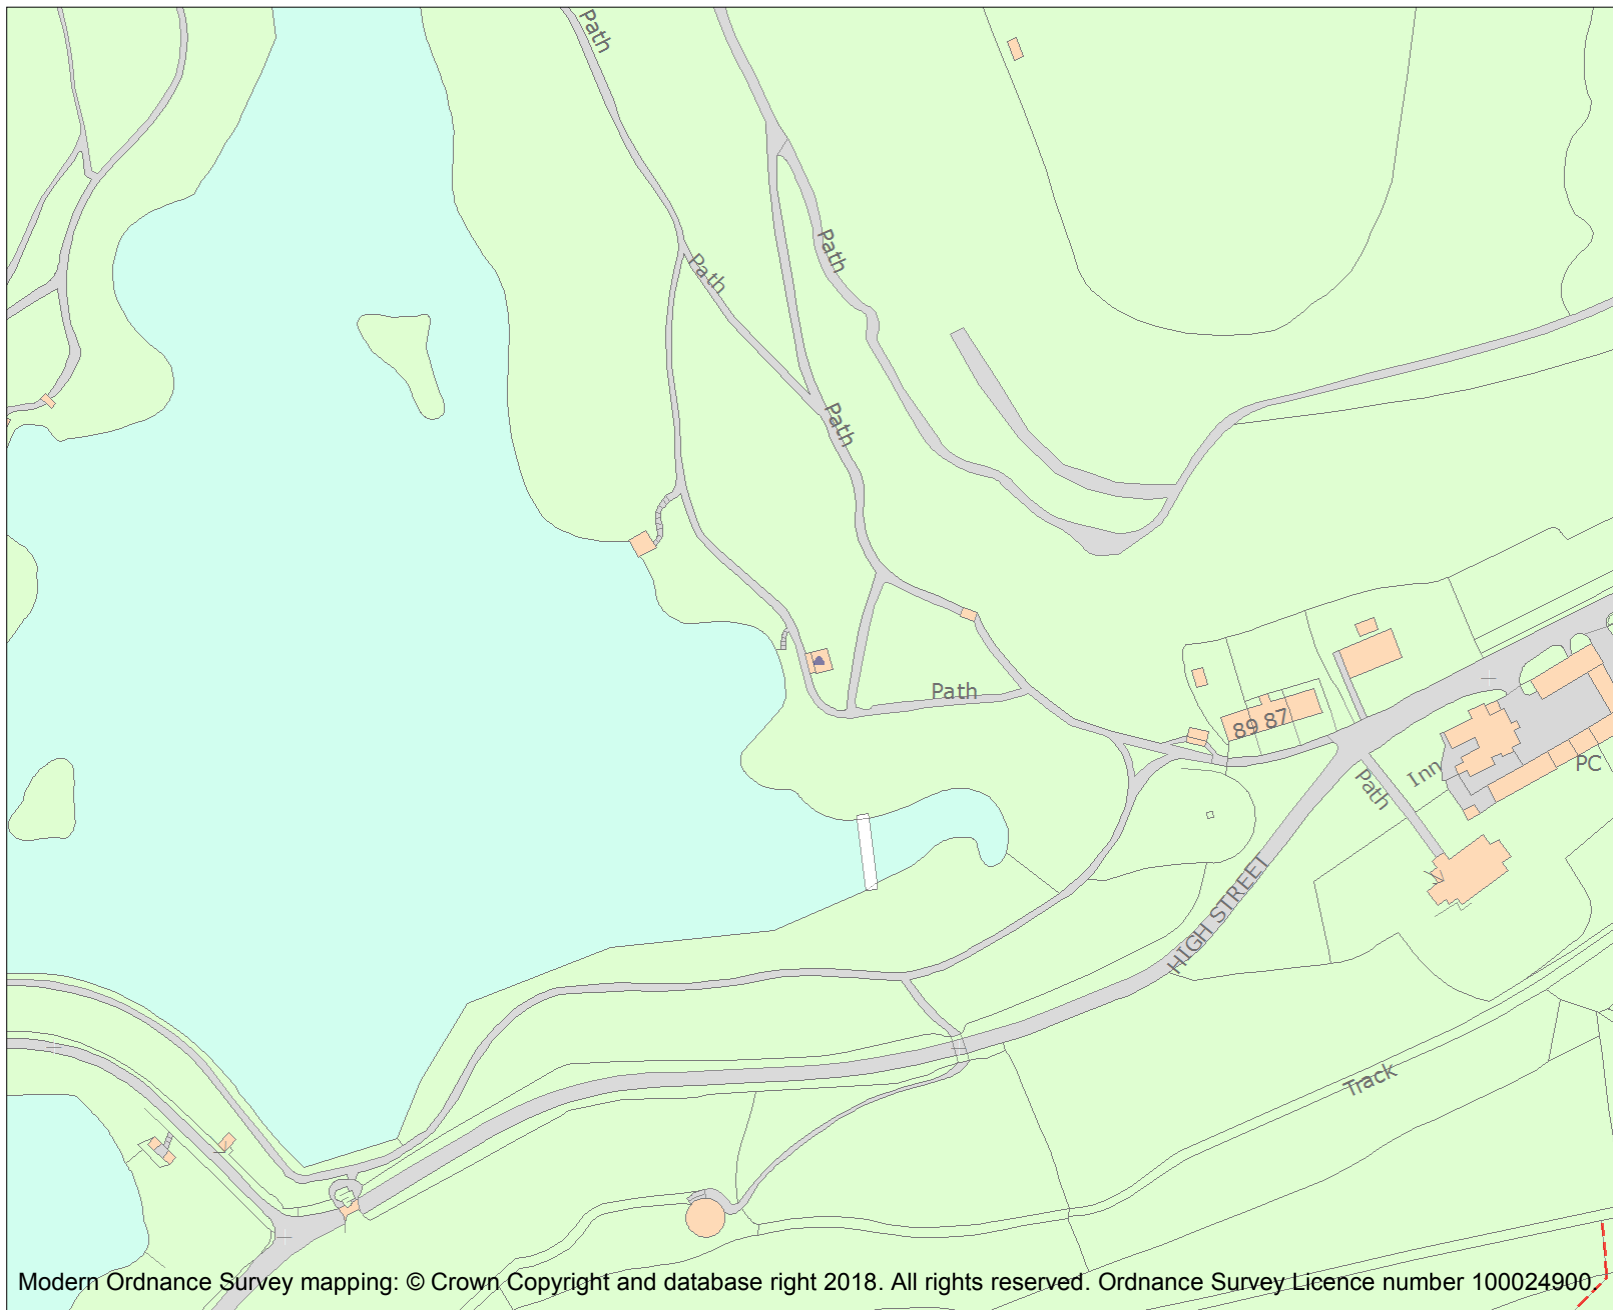 Path
Path
Path
Path
Path
89 87
Inn
PC
Path
HIGH STREET
Track
Modern Ordnance Survey mapping: © Crown Copyright and database right 2018. All rights reserved. Ordnance Survey Licence number 100024900.